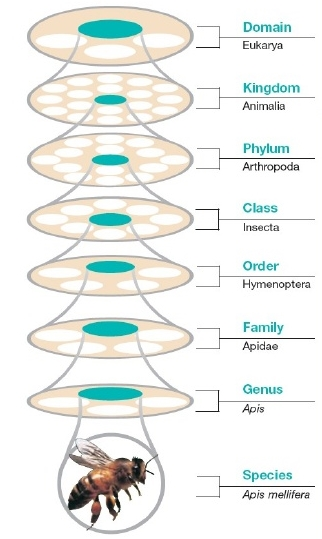 Domain
Eukarya
Kingdom
Animalia
Phylum
Arthropoda
Class
Insecta
Order
Hymenoptera
Family
Apidae
Genus
Apis
Species
Apis mellifera